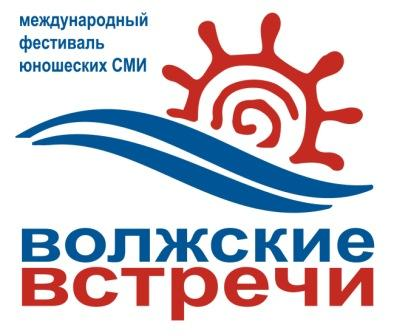 международный
фестиваль
юношеских СМИ
волжские
встречи